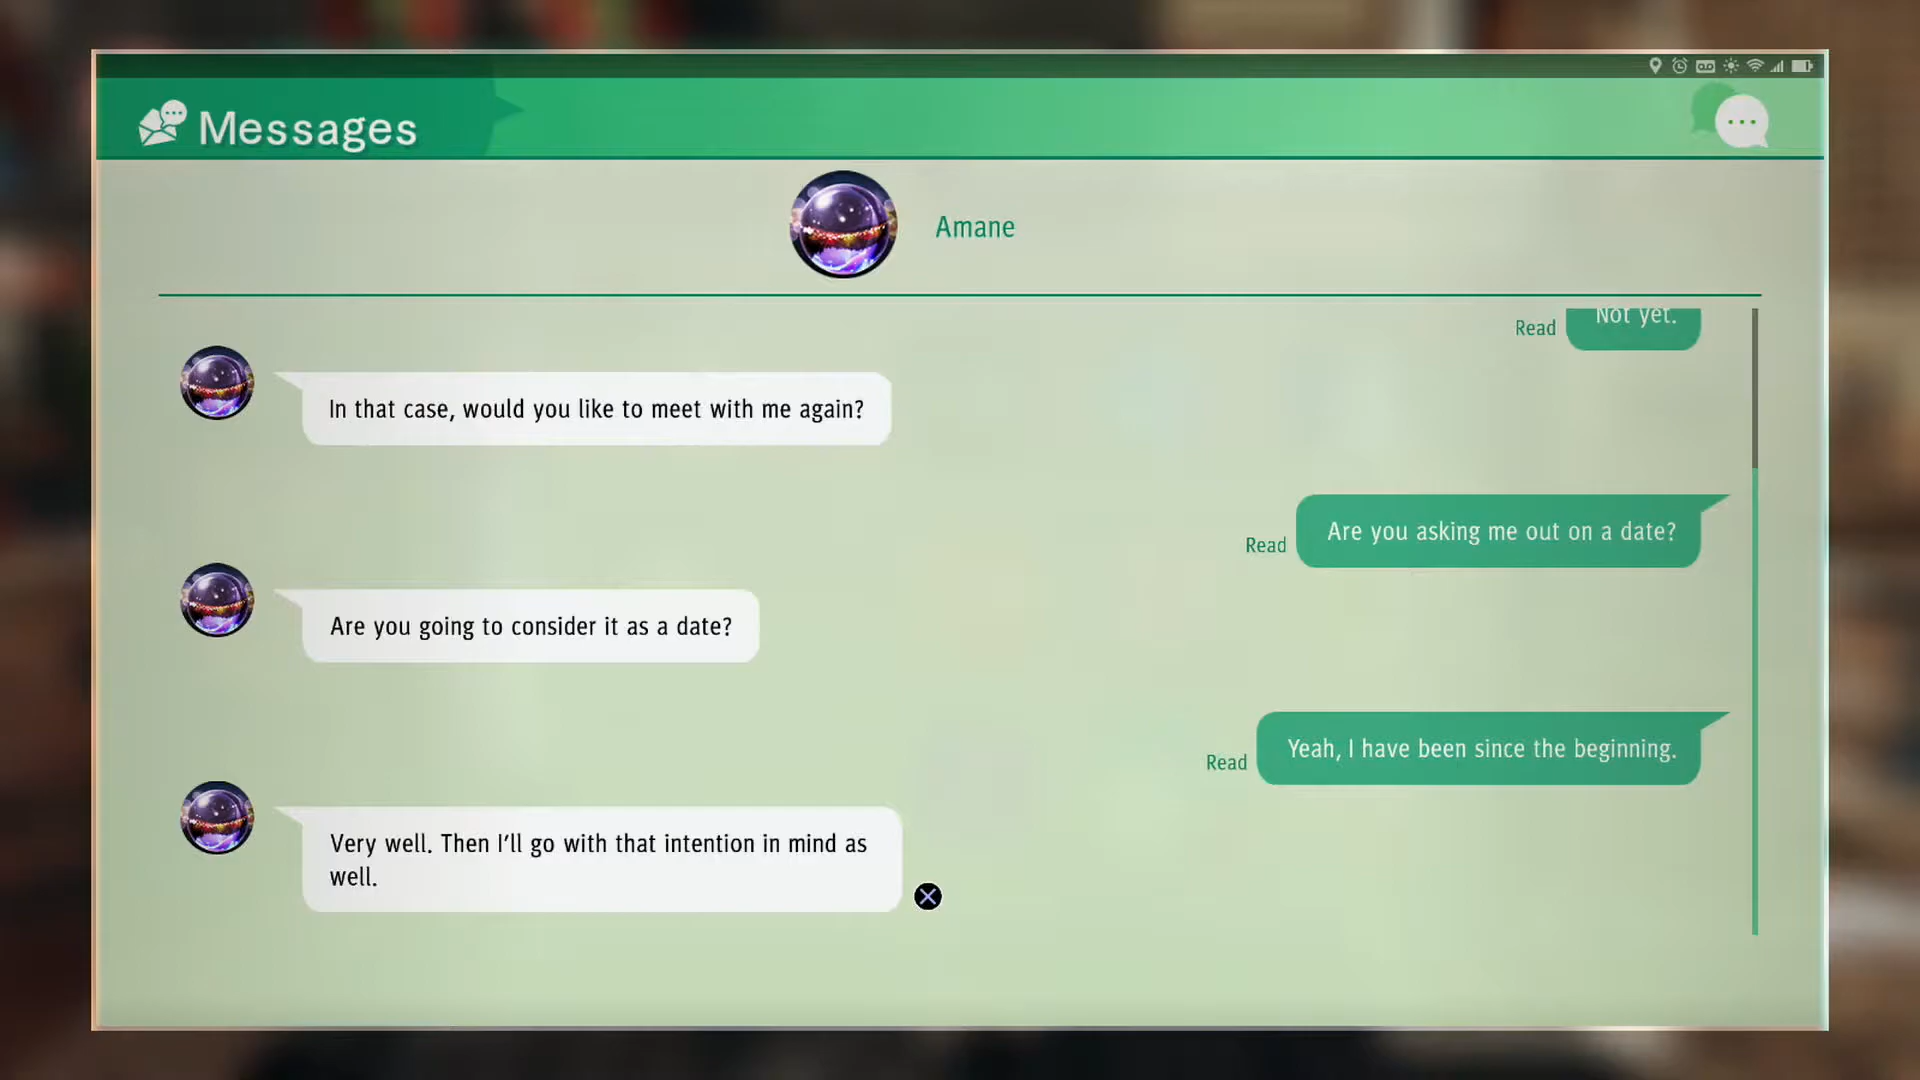 Messages
Amane
Not yet.
Read
In that case, would you like to meet with me again?
Are you asking me out on a date?
Read
Are you going to consider it as a date?
Yeah, I have been since the beginning.
Read
Very well. Then I'll go with that intention in mind as
well.